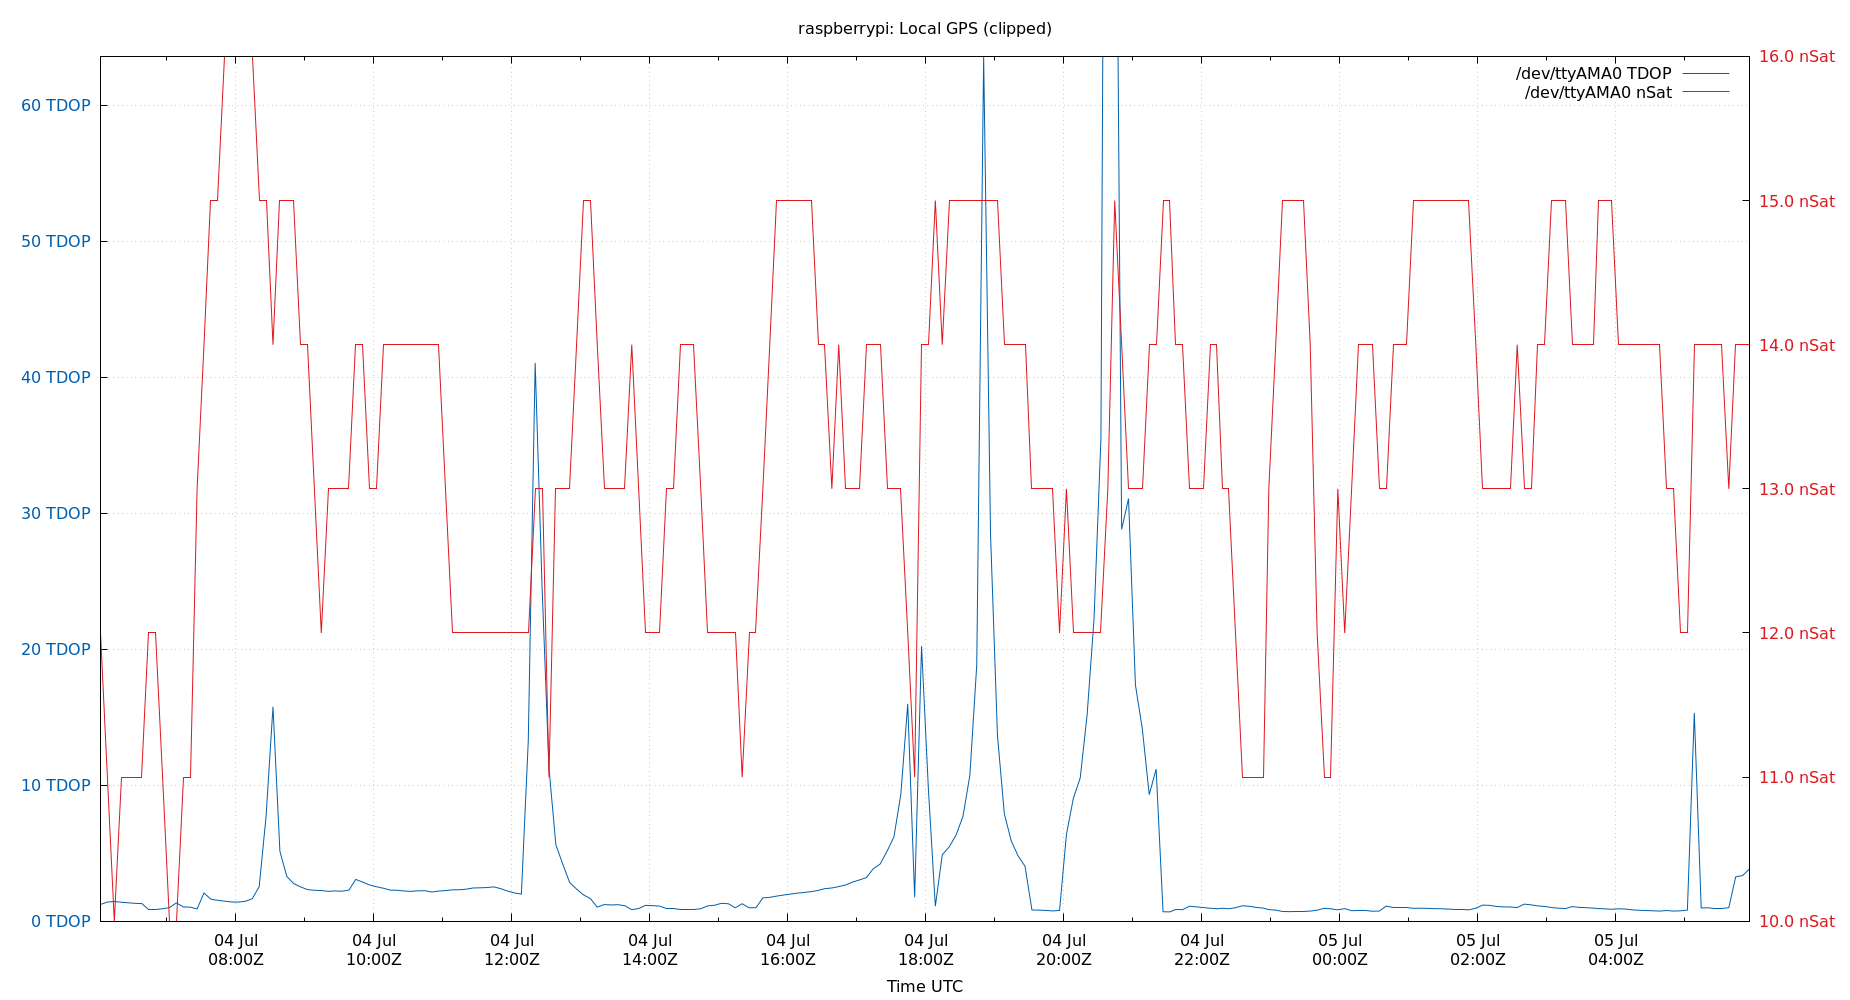 raspberrypi: Local GPS (clipped)
/dev/ttyAMA0 TDOP
/dev/ttyAMA0 nSat
60 TDOP
50 TDOP
40 TDOP
30 TDOP
20 TDOP
10 TDOP
0 TDOP
16.0 nSat
15.0 nSat
14.0 nSat
13.0 nSat
12.0 nSat
11.0 nSat
10.0 nSat
04 Jul
08:00Z
04 Jul
10:00Z
04 Jul
12:00Z
04 Jul
14:00Z
04 Jul
16:00Z
04 Jul
18:00Z
04 Jul
20:00Z
04 Jul
22:00Z
05 Jul
00:00Z
05 Jul
02:00Z
05 Jul
04:00Z
Time UTC